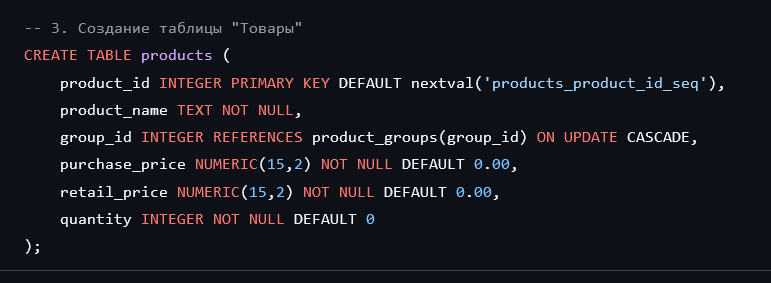 -- 3. Создание таблицы "Товары"
CREATE TABLE products (
    product_id INTEGER PRIMARY KEY DEFAULT nextval('products_product_id_seq'),
    product_name TEXT NOT NULL,
    group_id INTEGER REFERENCES product_groups(group_id) ON UPDATE CASCADE,
    purchase_price NUMERIC(15,2) NOT NULL DEFAULT 0.00,
    retail_price NUMERIC(15,2) NOT NULL DEFAULT 0.00,
    quantity INTEGER NOT NULL DEFAULT 0
);